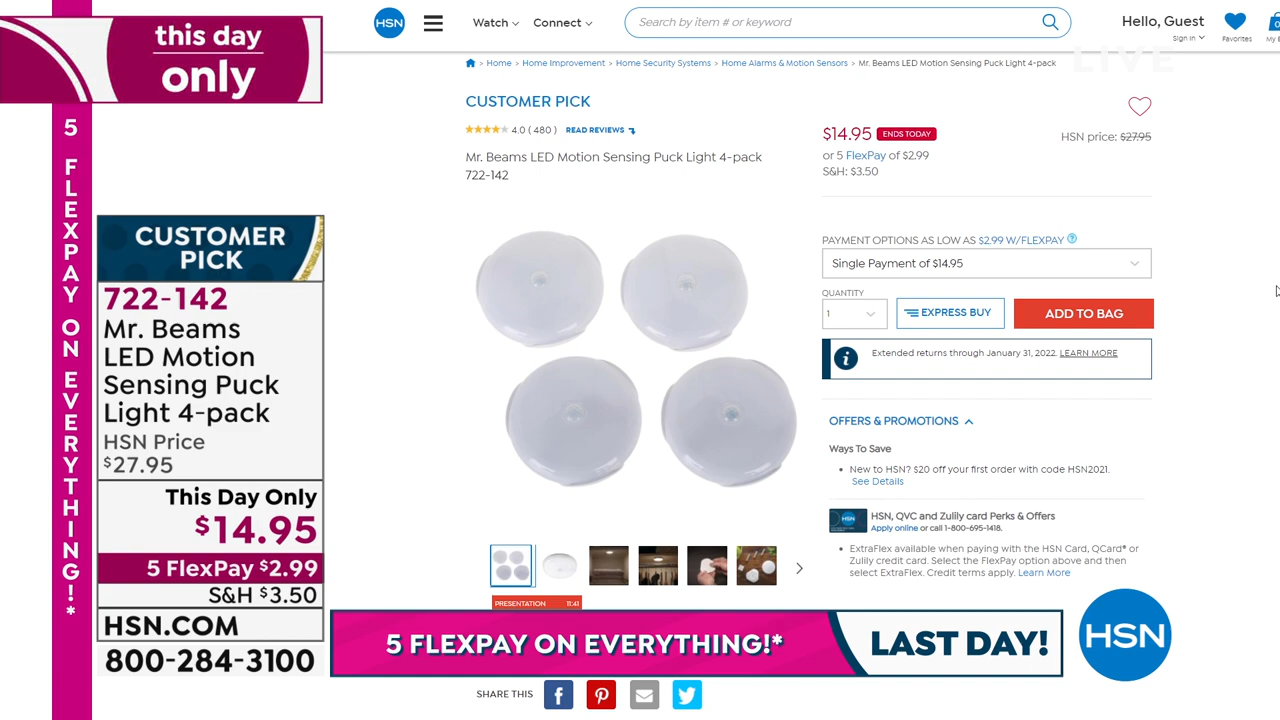 this day
only
5 FLEXPAY ON EVERYTHING!*
CUSTOMER
PICK
722-142
Mr. Beams
LED Motion
Sensing Puck
Light 4-pack
HSN Price
$27.95
This Day Only
$14.95
5 FlexPay $2.99
S&H $3.50
HSN.COM
800-284-3100
HSN
Watch
Connect
Search by item # or keyword
Hello, Guest
Sign In
Favorites
0
LIVE
> Home > Home Improvement > Home Security Systems > Home Alarms & Motion Sensors > Mr. Beams LED Motion Sensing Puck Light 4-pack
CUSTOMER PICK
4.0 ( 480 ) READ REVIEWS
Mr. Beams LED Motion Sensing Puck Light 4-pack
722-142
$14.95 ENDS TODAY
HSN price: $27.95
or 5 FlexPay of $2.99
S&H: $3.50
PAYMENT OPTIONS AS LOW AS $2.99 W/FLEXPAY ?
Single Payment of $14.95
QUANTITY
1
EXPRESS BUY
ADD TO BAG
i
Extended returns through January 31, 2022. LEARN MORE
OFFERS & PROMOTIONS
Ways To Save
• New to HSN? $20 off your first order with code HSN2021.
See Details
HSN
HSN, QVC and Zulily card Perks & Offers
Apply online or call 1-800-695-1418.
• ExtraFlex available when paying with the HSN Card, QCard® or
Zulily credit card. Select the FlexPay option above and then
select ExtraFlex. Credit terms apply. Learn More
PRESENTATION 11:41
5 FLEXPAY ON EVERYTHING!*
LAST DAY!
HSN
SHARE THIS